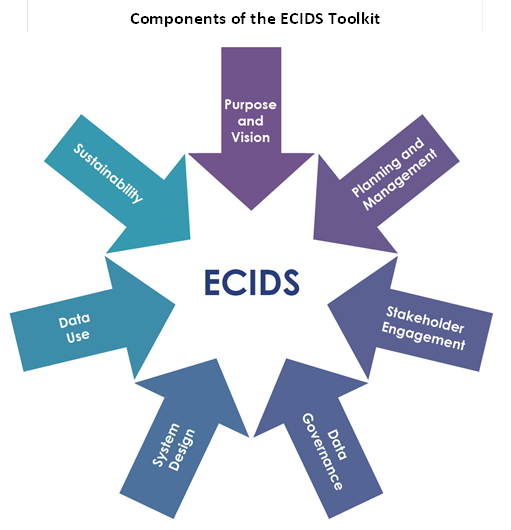 Components of the ECIDS Toolkit
Purpose
and
Vision
Planning and
Management
Stakeholder
Engagement
Data
Governance
System
Design
Data
Use
Sustainability
ECIDS